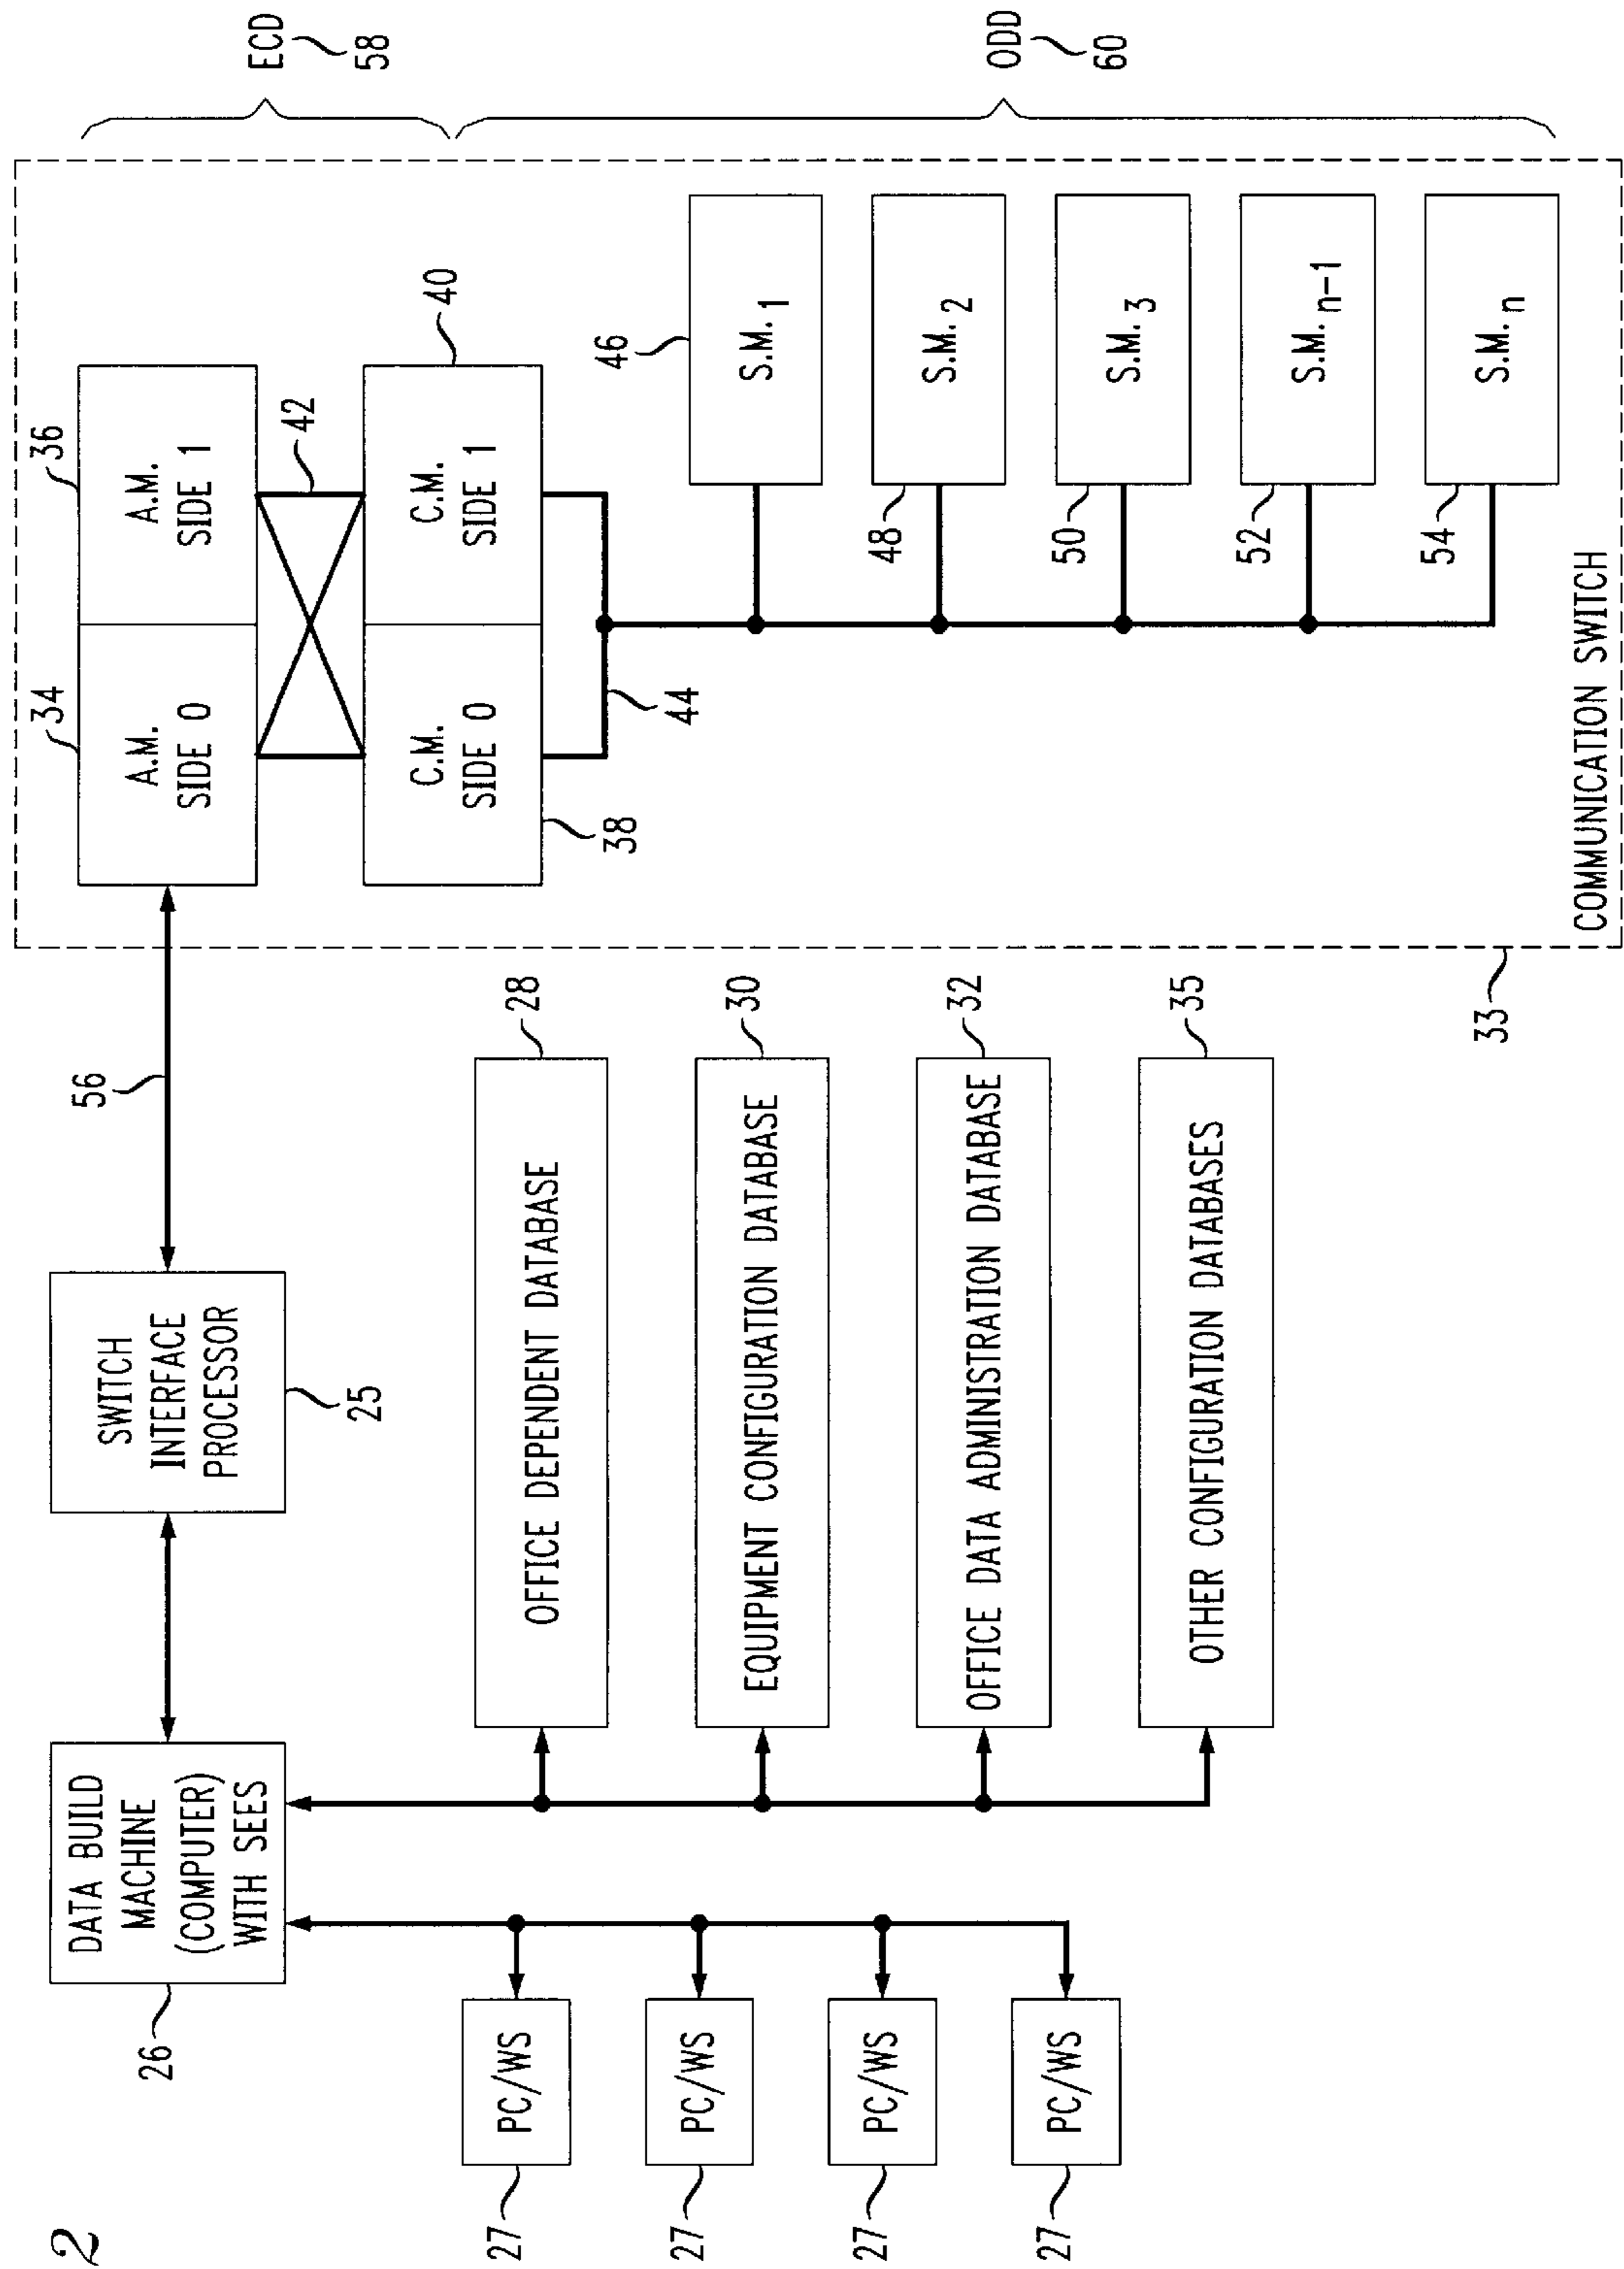 2
26
DATA BUILD
MACHINE
(COMPUTER)
WITH SEES
SWITCH
INTERFACE
PROCESSOR
25
56
27
PC/WS
27
PC/WS
27
PC/WS
27
PC/WS
OFFICE DEPENDENT DATABASE
28
EQUIPMENT CONFIGURATION DATABASE
30
OFFICE DATA ADMINISTRATION DATABASE
32
OTHER CONFIGURATION DATABASES
35
34
36
A.M.
SIDE 0
A.M.
SIDE 1
42
C.M.
SIDE 0
C.M.
SIDE 1
38
40
44
46
S.M.1
48
S.M.2
50
S.M.3
52
S.M.n-1
54
S.M.n
COMMUNICATION SWITCH
33
ECD
58
ODD
60